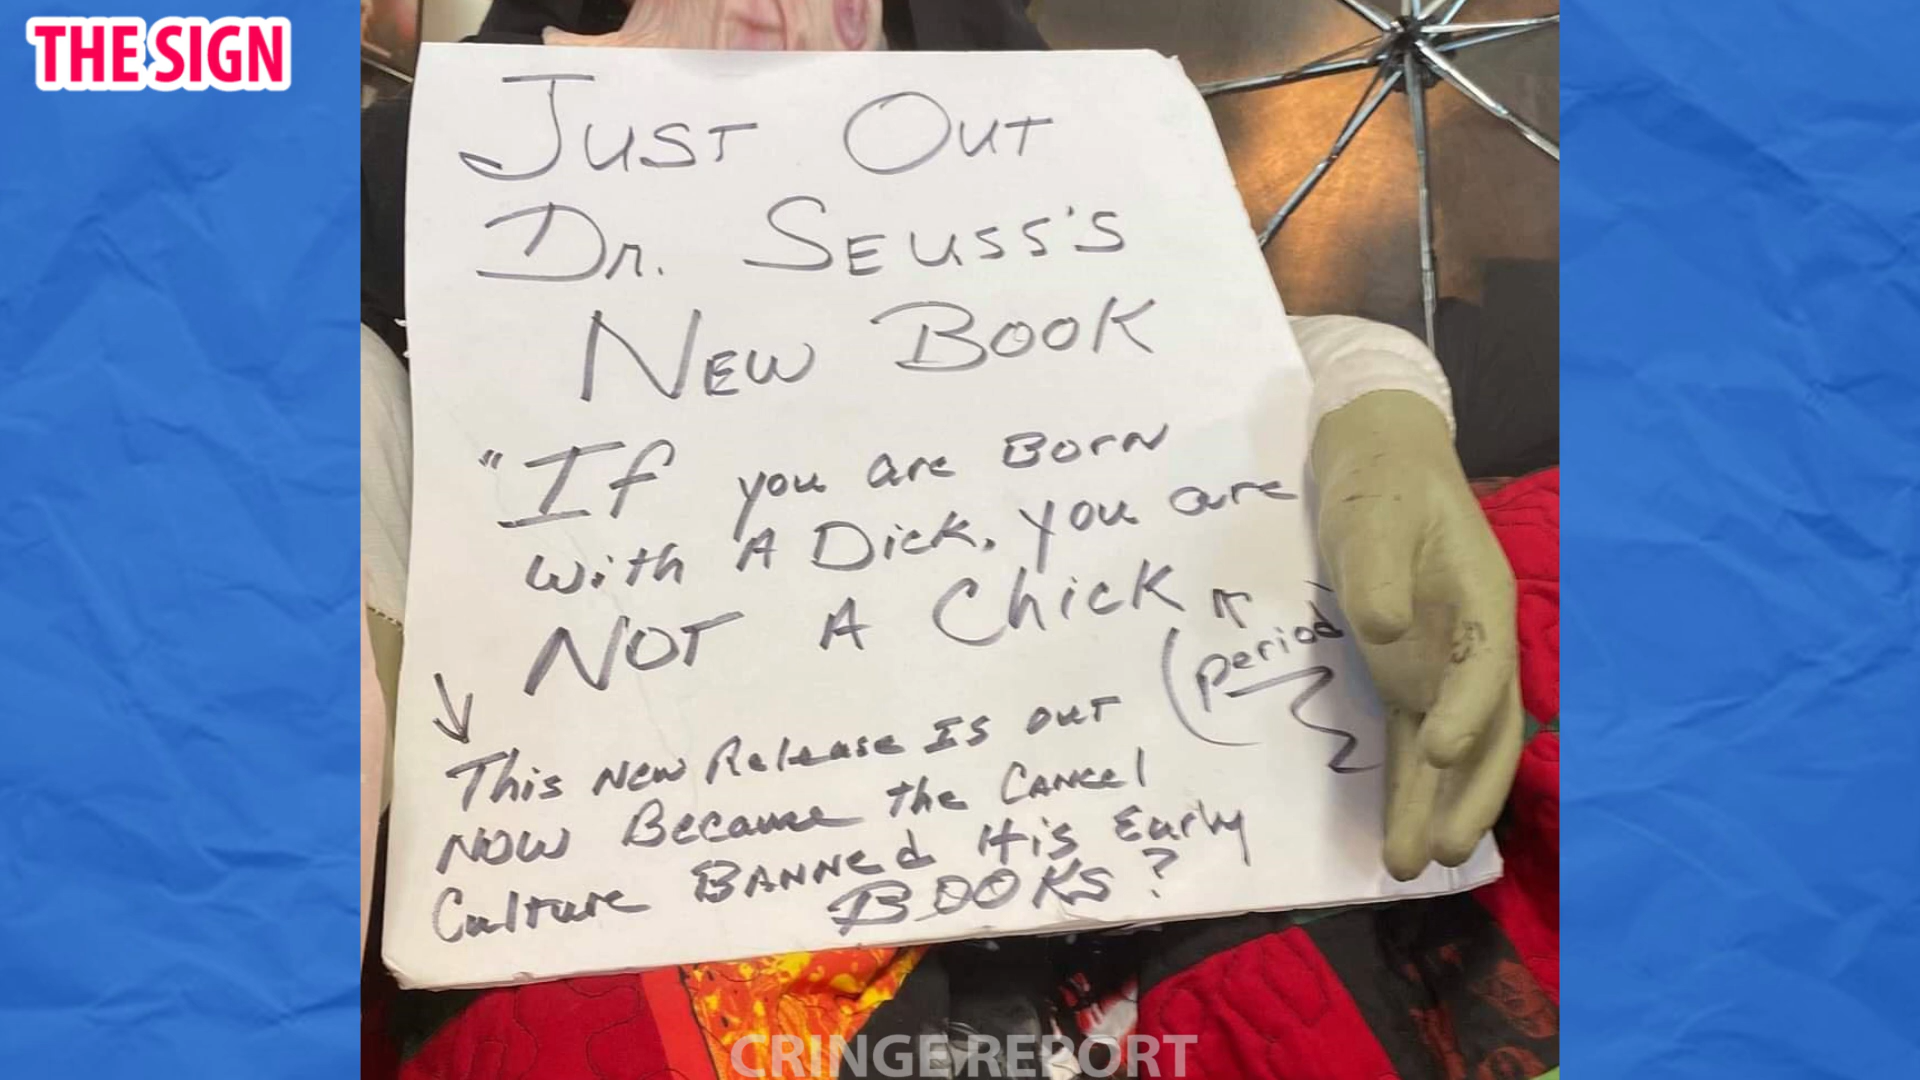 THE SIGN
JUST OUT
Dr. SEUSS'S
NEW BOOK
"If you are Born
with A Dick, you are
NOT A Chick
(period)
This New Release Is out
NOW Because the CANCel
Culture BANNed His Early
BOOKS?
CRINGE REPORT